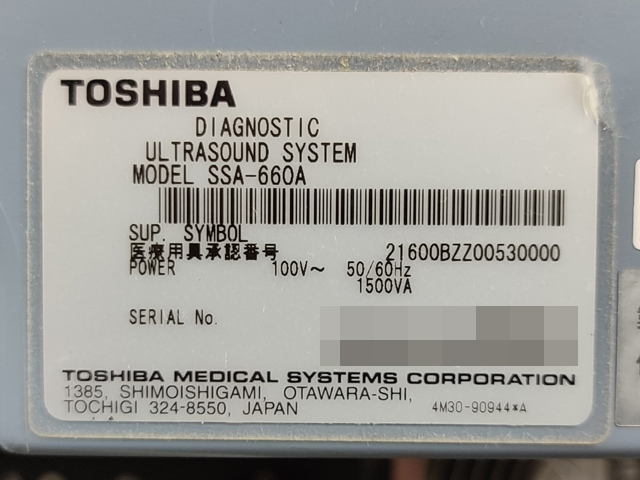 TOSHIBA
DIAGNOSTIC
ULTRASOUND SYSTEM
MODEL SSA-660A
SUP. SYMBOL
医療用具承認番号 21600BZZ00530000
POWER 100V～ 50/60Hz
1500VA
SERIAL No.
TOSHIBA MEDICAL SYSTEMS CORPORATION
1385, SHIMOISHIGAMI, OTAWARA-SHI,
TOCHIGI 324-8550, JAPAN 4M30-90944*A